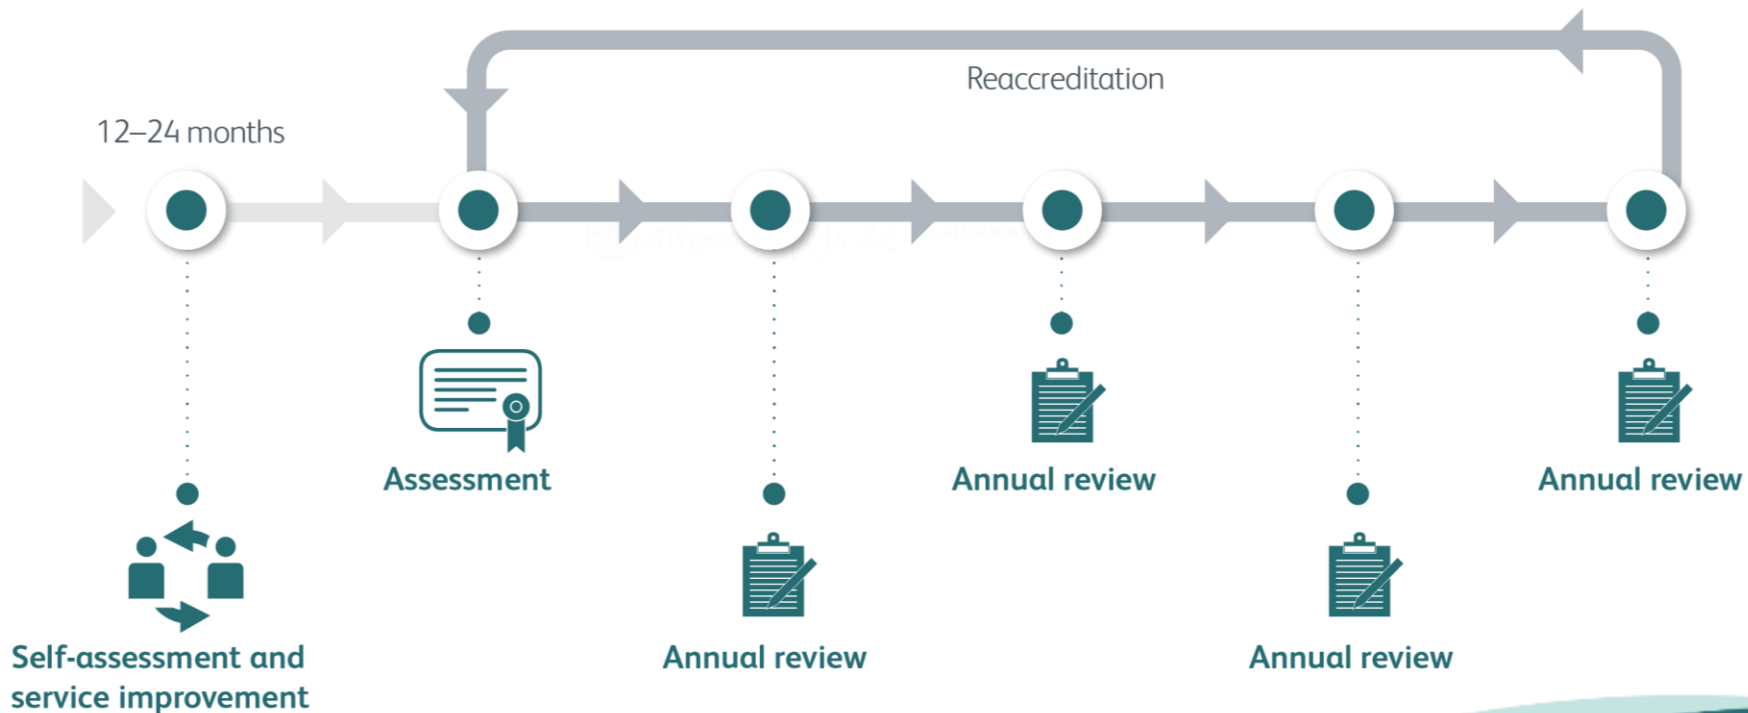 Reaccreditation
12–24 months
Assessment
Annual review
Annual review
Self-assessment and
service improvement
Annual review
Annual review